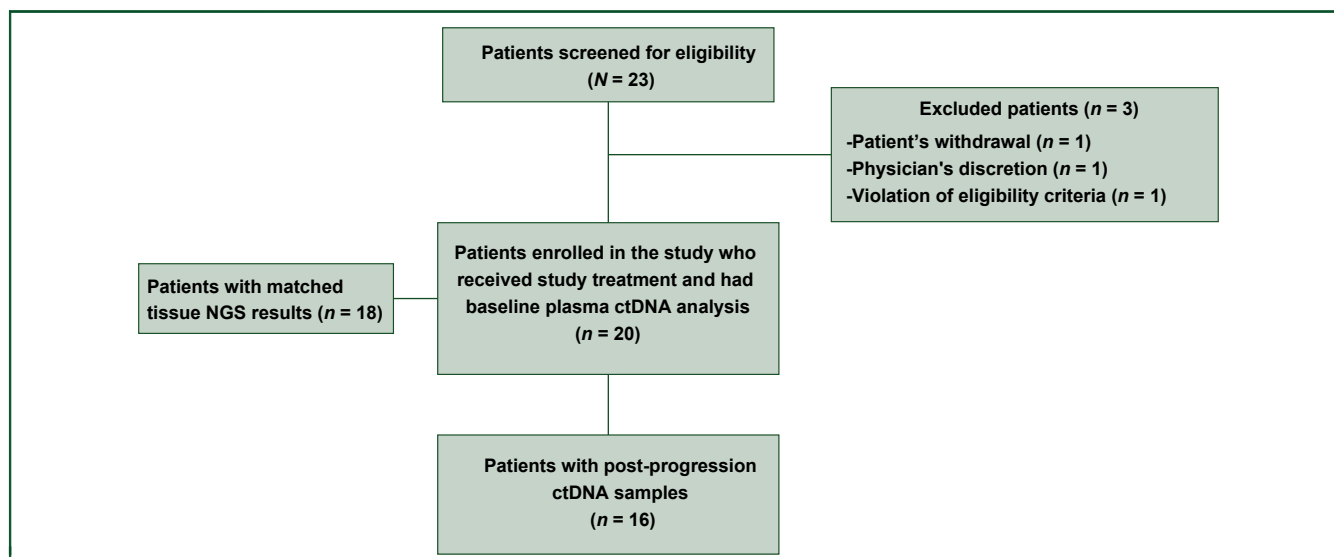 Patients screened for eligibility
(N = 23)
Excluded patients (n = 3)
-Patient’s withdrawal (n = 1)
-Physician's discretion (n = 1)
-Violation of eligibility criteria (n = 1)
Patients enrolled in the study who
received study treatment and had
baseline plasma ctDNA analysis
(n = 20)
Patients with matched
tissue NGS results (n = 18)
Patients with post-progression
ctDNA samples
(n = 16)